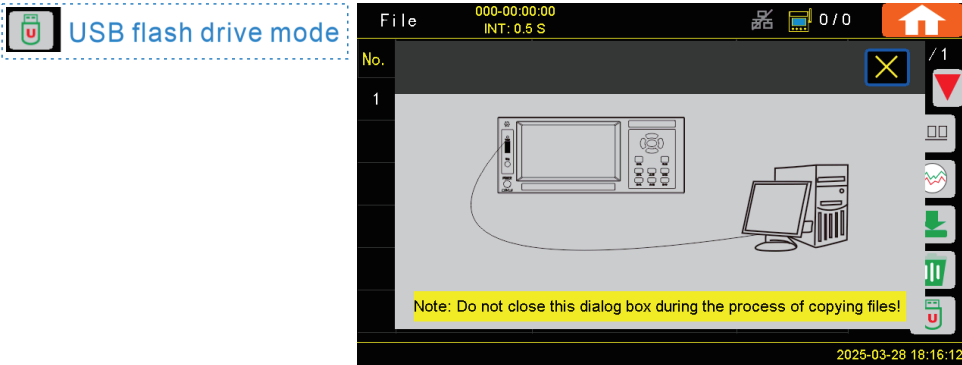 USB flash drive mode
File
000-00:00:00
INT: 0.5 S
0/0
No.
/1
1
Note: Do not close this dialog box during the process of copying files!
2025-03-28 18:16:12